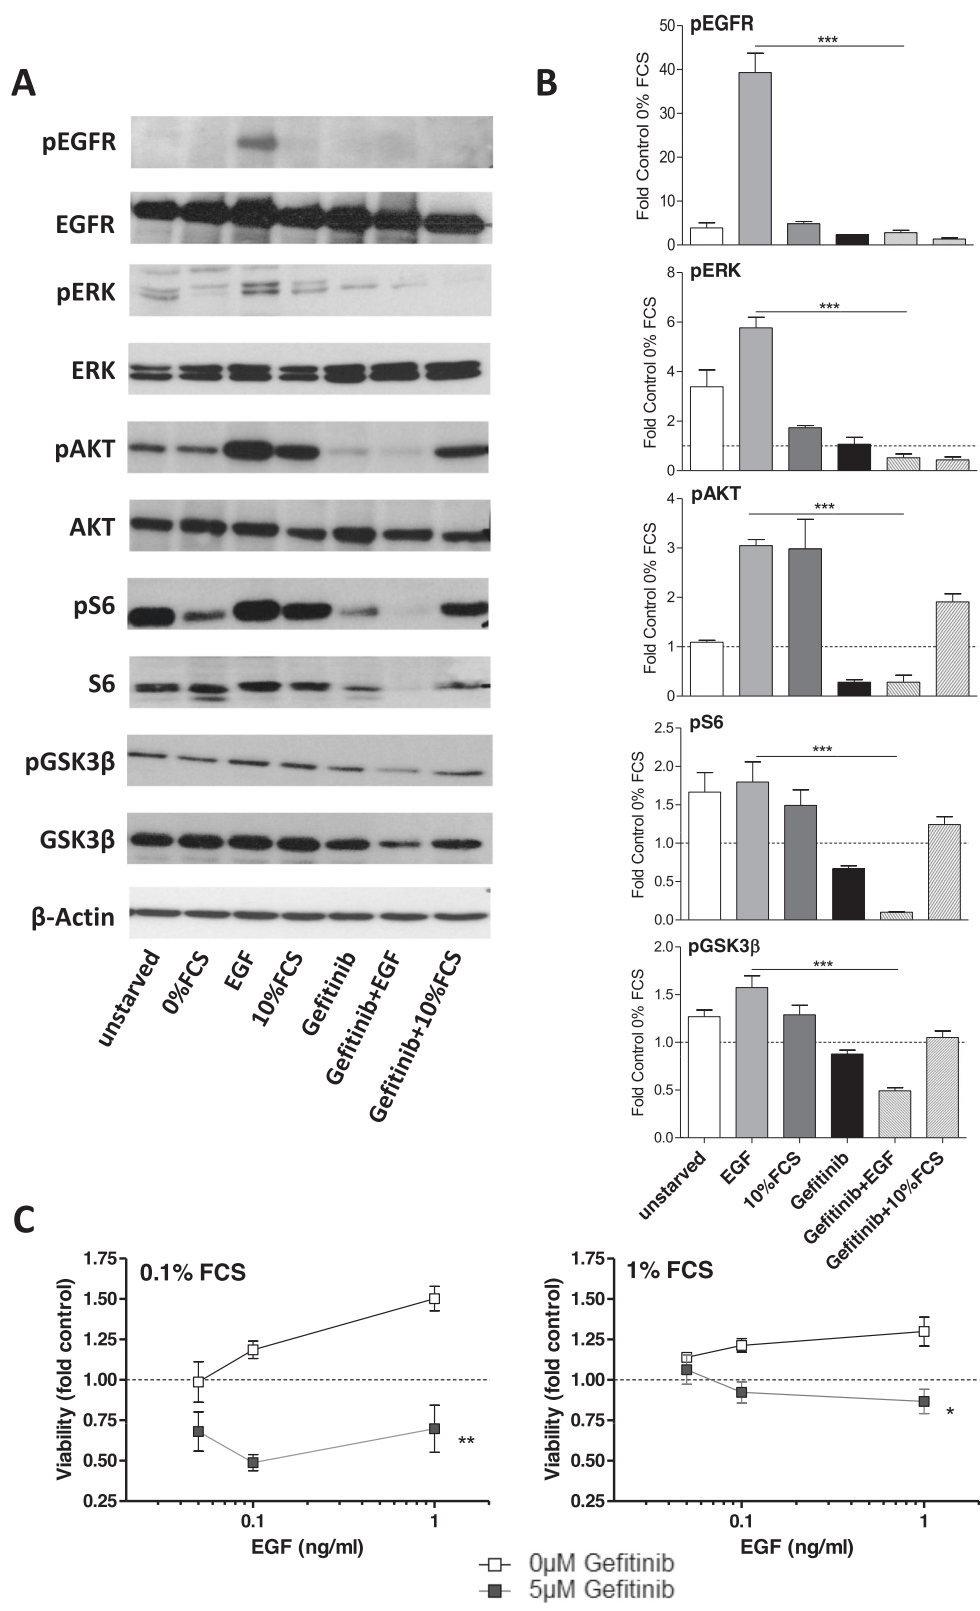 A
pEGFR
EGFR
pERK
ERK
pAKT
AKT
pS6
S6
pGSK3β
GSK3β
β-Actin
unstarved
0%FCS
EGF
10%FCS
Gefitinib
Gefitinib+EGF
Gefitinib+10%FCS
B
pEGFR
***
Fold Control 0% FCS
50
40
30
20
10
0
pERK
***
Fold Control 0% FCS
8
6
4
2
0
pAKT
***
Fold Control 0% FCS
4
3
2
1
0
pS6
***
Fold Control 0% FCS
2.5
2.0
1.5
1.0
0.5
0.0
pGSK3β
***
Fold Control 0% FCS
2.0
1.5
1.0
0.5
0.0
unstarved
EGF
10%FCS
Gefitinib
Gefitinib+EGF
Gefitinib+10%FCS
C
0.1% FCS
Viability (fold control)
1.75
1.50
1.25
1.00
0.75
0.50
0.25
**
0.1 1
EGF (ng/ml)
1% FCS
Viability (fold control)
1.75
1.50
1.25
1.00
0.75
0.50
0.25
*
0.1 1
EGF (ng/ml)
0µM Gefitinib
5µM Gefitinib